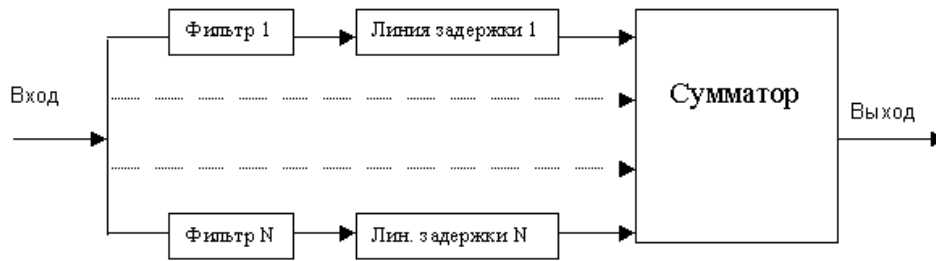 Фильтр 1
Линия задержки 1
Вход
Сумматор
Выход
Фильтр N
Лин. задержки N